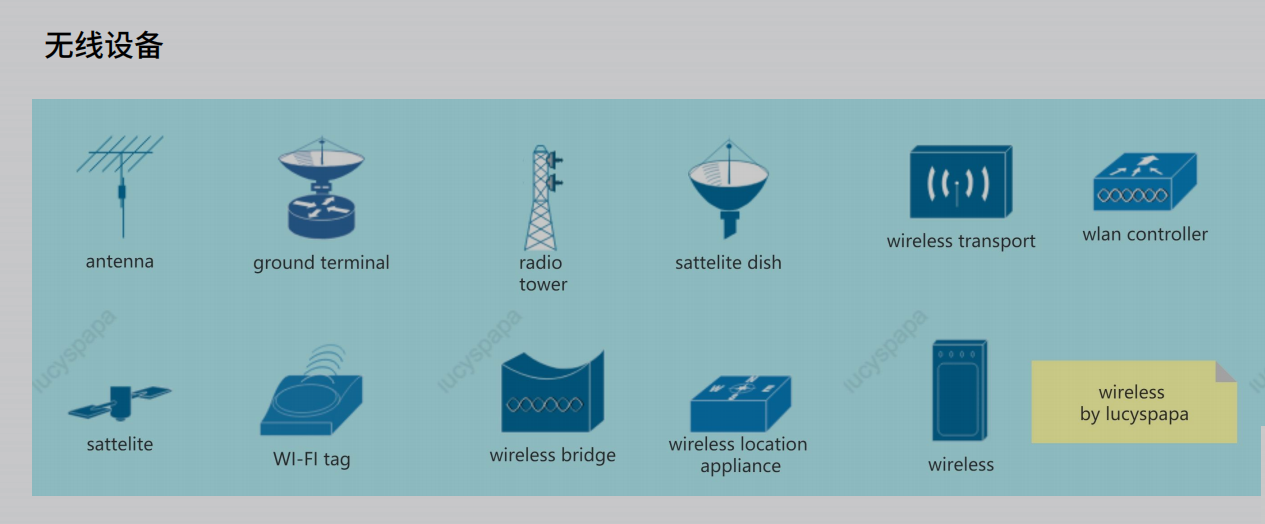 无线设备
antenna
ground terminal
radio
tower
sattelite dish
wireless transport
wlan controller
lucyspapa
lucyspapa
lucyspapa
sattelite
WI-FI tag
wireless bridge
wireless location
appliance
wireless
wireless
by lucyspapa
W
N
E